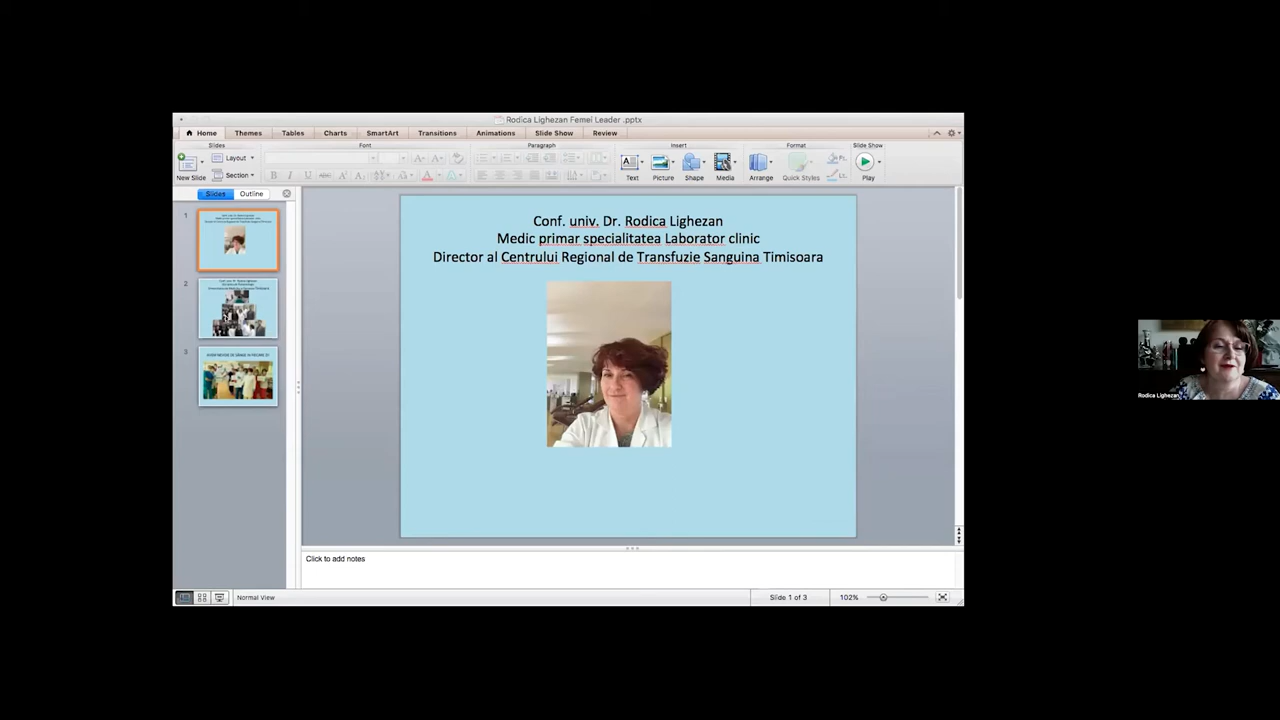 Rodica Lighezan Femei Leader .pptx
Home Themes Tables Charts SmartArt Transitions Animations Slide Show Review
Slides Font Paragraph Insert Format Slide Show
New Slide Layout Section Text Picture Shape Media Arrange Quick Styles Play
Slides Outline
1
2
3
Conf. univ. Dr. Rodica Lighezan
Medic primar specialitatea Laborator clinic
Director al Centrului Regional de Transfuzie Sanguina Timisoara
Rodica Lighezan
Click to add notes
Normal View Slide 1 of 3 102%